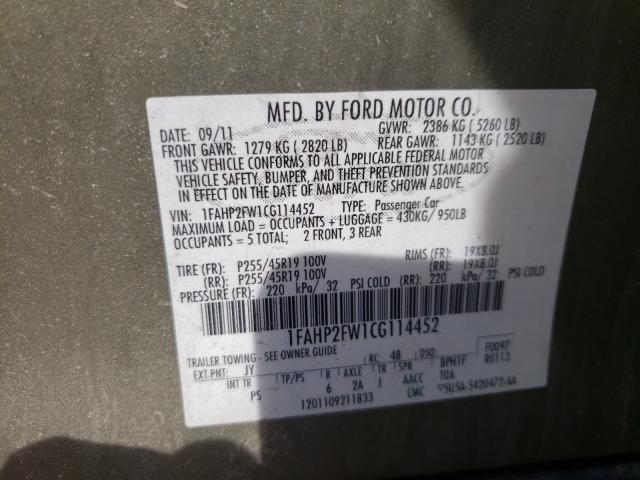 MFD. BY FORD MOTOR CO.
DATE: 09/11 GVWR: 2386 KG ( 5260 LB)
FRONT GAWR: 1279 KG ( 2820 LB) REAR GAWR: 1143 KG ( 2520 LB)
THIS VEHICLE CONFORMS TO ALL APPLICABLE FEDERAL MOTOR
VEHICLE SAFETY, BUMPER, AND THEFT PREVENTION STANDARDS
IN EFFECT ON THE DATE OF MANUFACTURE SHOWN ABOVE.
VIN: 1FAHP2FW1CG114452 TYPE: Passenger Car
MAXIMUM LOAD = OCCUPANTS + LUGGAGE = 430KG/ 950LB
OCCUPANTS = 5 TOTAL; 2 FRONT, 3 REAR
TIRE (FR): P255/45R19 100V RIMS (FR): 19X8.0J
(RR): P255/45R19 100V (RR): 19X8.0J
PRESSURE (FR): 220 kPa/ 32 PSI COLD (RR): 220 kPa/ 32 PSI COLD
1FAHP2FW1CG114452
TRAILER TOWING - SEE OWNER GUIDE
F0097
R0113
EXT PNT: JY RC: 48 DSO:
INT TR TP/PS R AXLE TR SPR BPH1F
PS 6 2A J AACC TOA
CMC 5U5A-5420472-AA
1201109211833